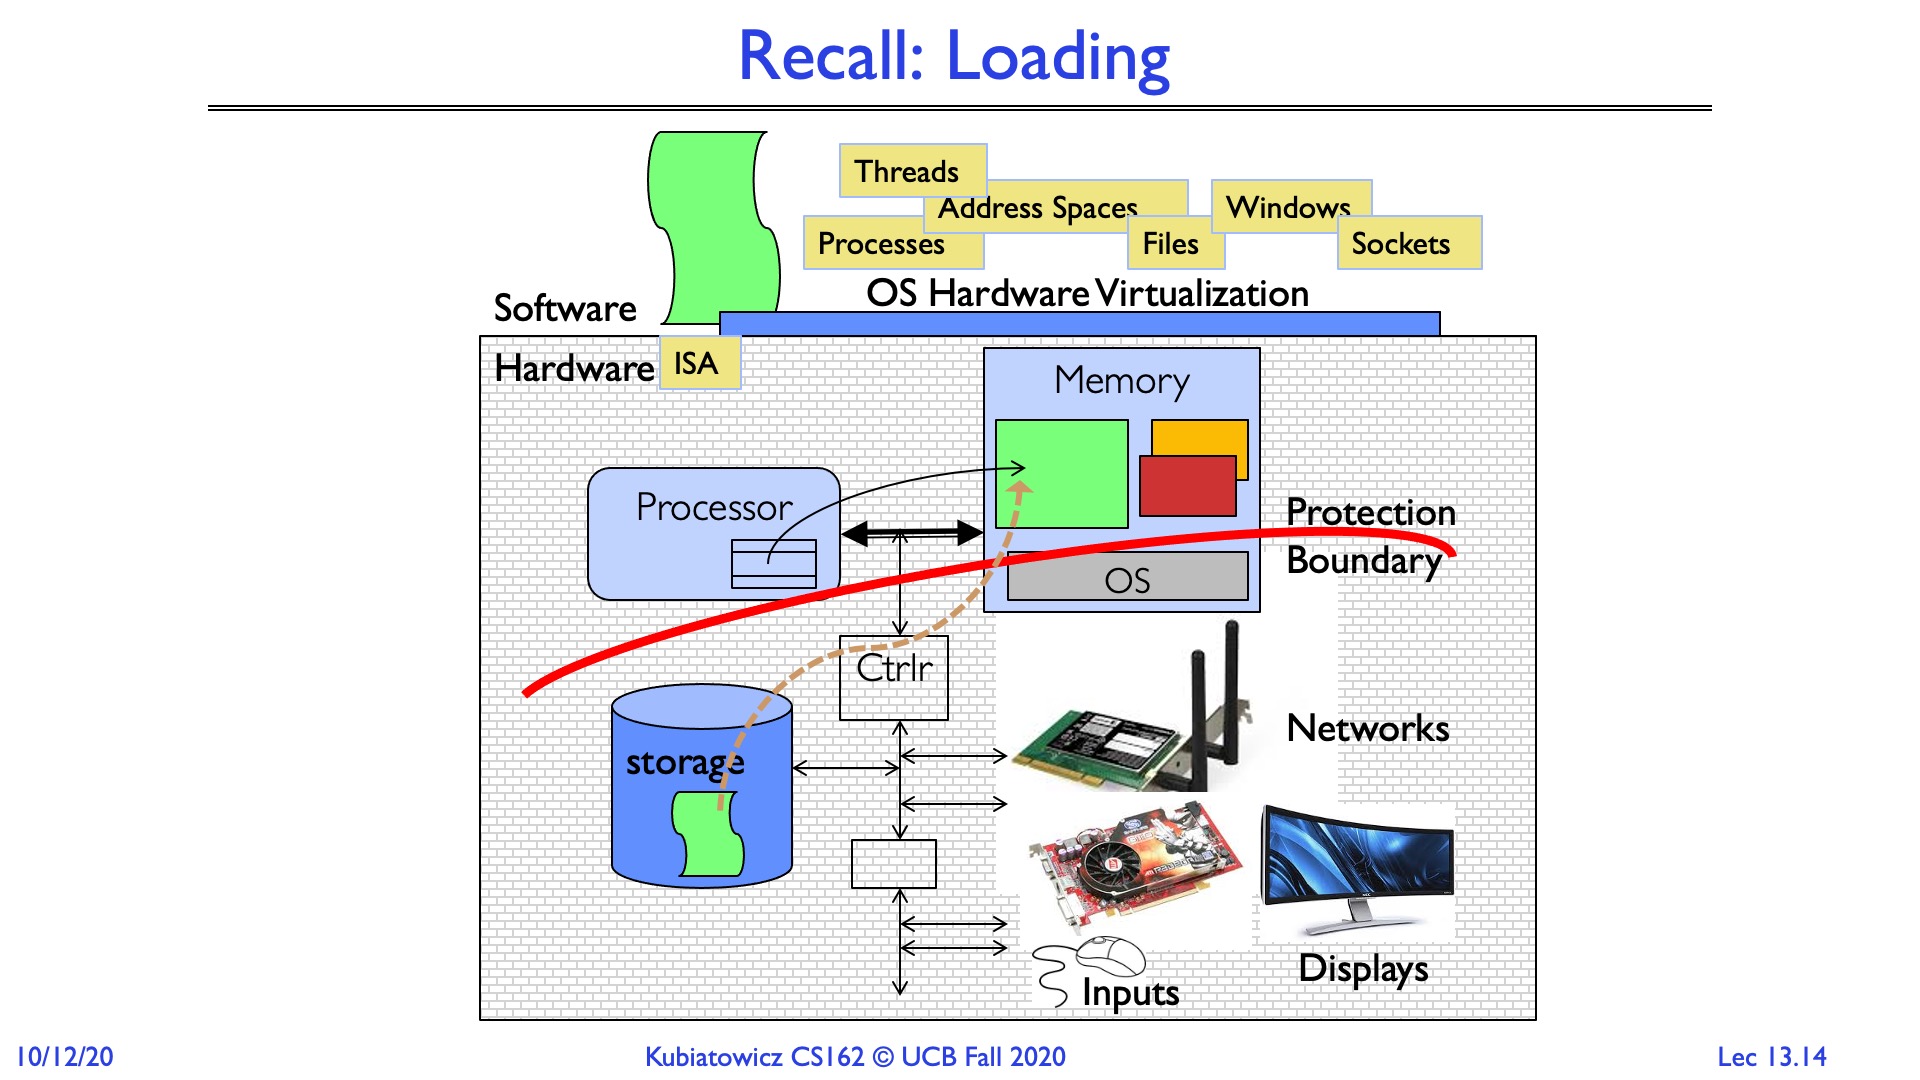 Recall: Loading
Threads
Address Spaces
Windows
Processes
Files
Sockets
OS Hardware Virtualization
Software
Hardware
ISA
Memory
Processor
Protection
Boundary
OS
Ctrlr
storage
Networks
Displays
Inputs
10/12/20
Kubiatowicz CS162 © UCB Fall 2020
Lec 13.14